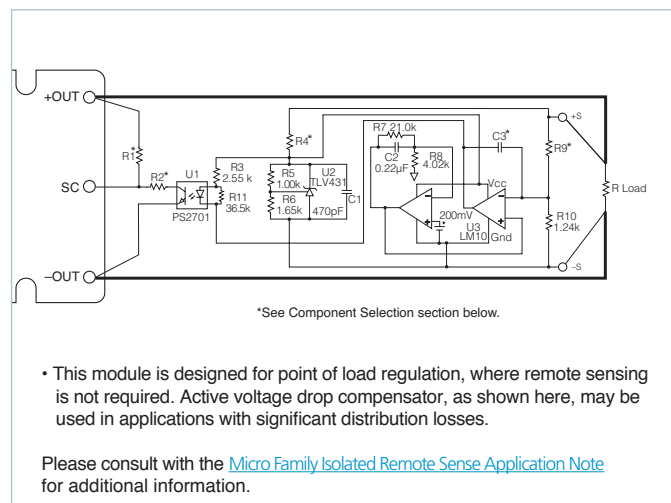 +OUT
SC
–OUT
R1*
R2*
U1
PS2701
R3
2.55 k
R11
36.5k
R4*
R5
1.00k
R6
1.65k
U2
TLV431
470pF
C1
R7 21.0k
C2
0.22µF
R8
4.02k
C3*
Vcc
200mV
U3
LM10
Gnd
+S
R9*
R10
1.24k
–S
R Load
*See Component Selection section below.
• This module is designed for point of load regulation, where remote sensing
is not required. Active voltage drop compensator, as shown here, may be
used in applications with significant distribution losses.
Please consult with the Micro Family Isolated Remote Sense Application Note
for additional information.